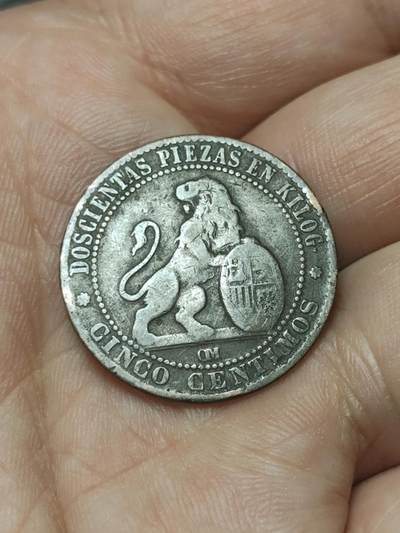 DOSCIENTAS PIEZAS EN KILOG.
CINCO CENTIMOS
OM